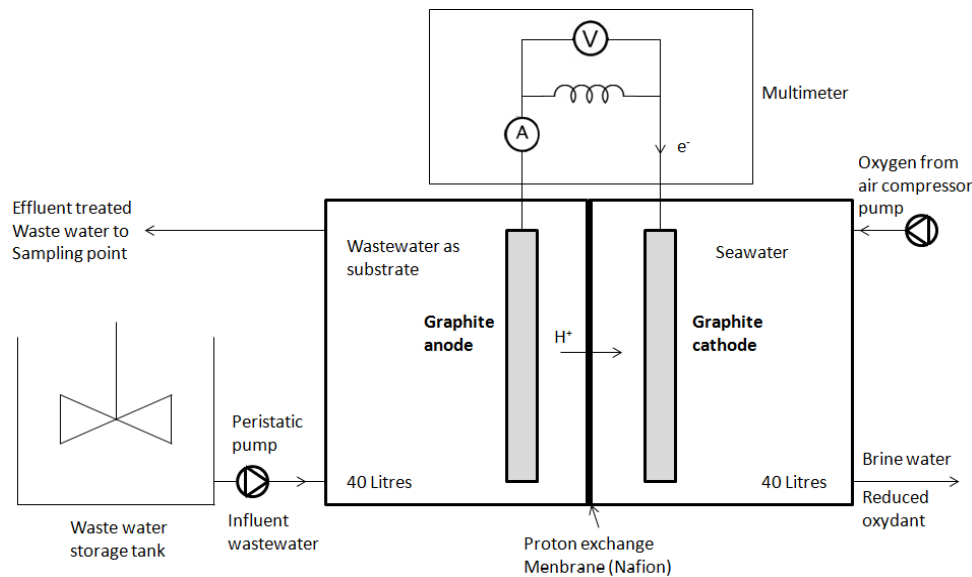 V
Multimeter
A
e-
Oxygen from
air compressor
pump
Effluent treated
Waste water to
Sampling point
Wastewater as
substrate
Seawater
Graphite
anode
H+
Graphite
cathode
Peristatic
pump
40 Litres
40 Litres
Brine water
Reduced
oxydant
Influent
wastewater
Waste water
storage tank
Proton exchange
Menbrane (Nafion)